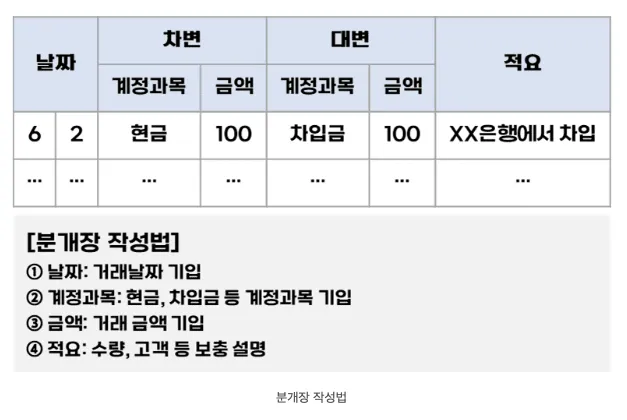 날짜 차변 대변 적요
계정과목 금액 계정과목 금액
6 2 현금 100 차입금 100 XX은행에서 차입
... ... ... ... ... ... ...
[분개장 작성법]
① 날짜: 거래날짜 기입
② 계정과목: 현금, 차입금 등 계정과목 기입
③ 금액: 거래 금액 기입
④ 적요: 수량, 고객 등 보충 설명
분개장 작성법